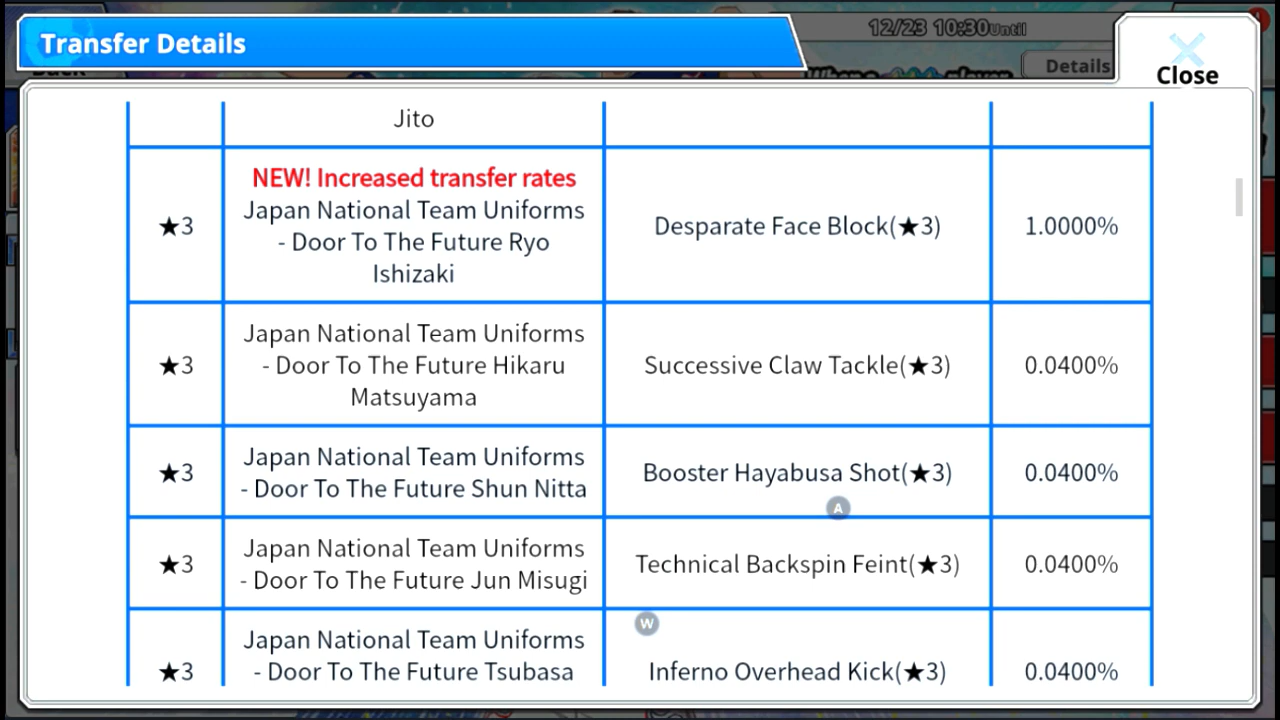 Transfer Details
12/23 10:30Until
Details
Close
Back
Jito
★3
NEW! Increased transfer rates
Japan National Team Uniforms
- Door To The Future Ryo
Ishizaki
Desparate Face Block(★3)
1.0000%
★3
Japan National Team Uniforms
- Door To The Future Hikaru
Matsuyama
Successive Claw Tackle(★3)
0.0400%
★3
Japan National Team Uniforms
- Door To The Future Shun Nitta
Booster Hayabusa Shot(★3)
0.0400%
A
★3
Japan National Team Uniforms
- Door To The Future Jun Misugi
Technical Backspin Feint(★3)
0.0400%
W
★3
Japan National Team Uniforms
- Door To The Future Tsubasa
Inferno Overhead Kick(★3)
0.0400%